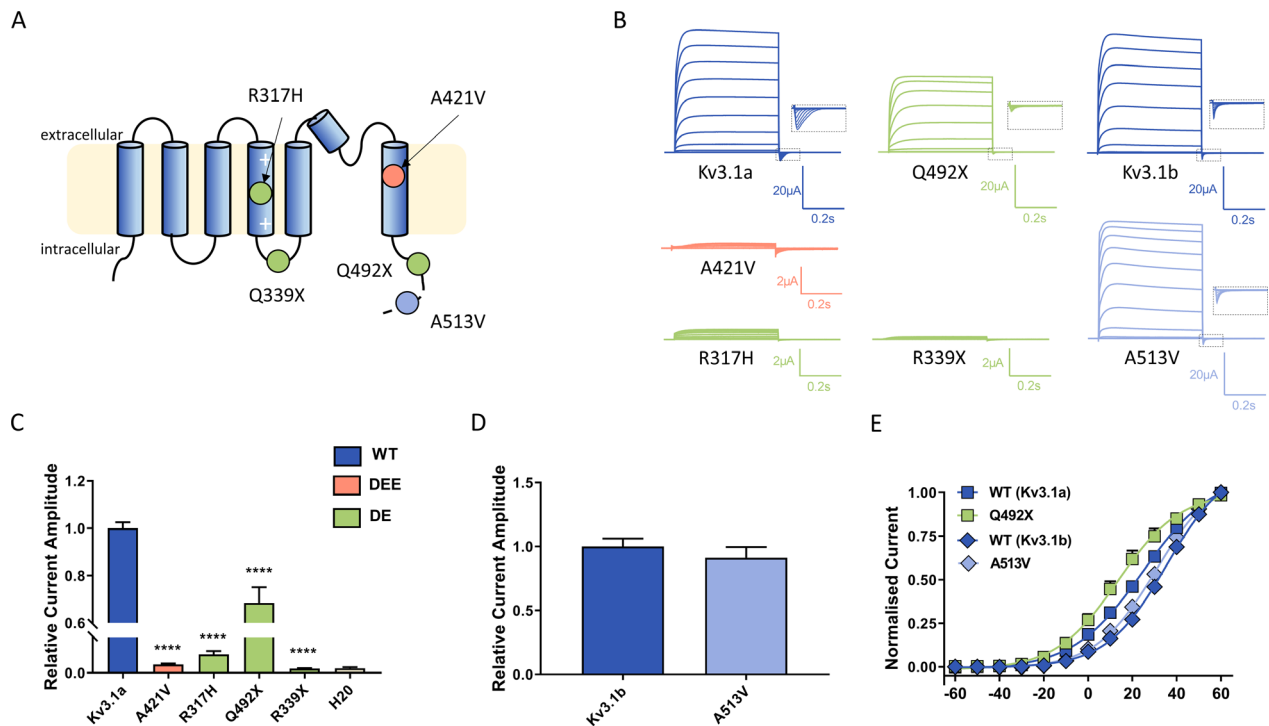 A
R317H
A421V
extracellular
+
+
intracellular
Q339X
Q492X
A513V
B
Kv3.1a
20µA
0.2s
Q492X
20µA
0.2s
Kv3.1b
20µA
0.2s
A421V
2µA
0.2s
R317H
2µA
0.2s
R339X
2µA
0.2s
A513V
20µA
0.2s
C
WT
DEE
DE
Relative Current Amplitude
1.2
1.0
0.8
0.6
0.0
****
****
****
****
Kv3.1a
A421V
R317H
Q492X
R339X
H20
D
Relative Current Amplitude
1.5
1.0
0.5
0.0
Kv3.1b
A513V
E
WT (Kv3.1a)
Q492X
WT (Kv3.1b)
A513V
Normalised Current
1.00
0.75
0.50
0.25
0.00
-60 -40 -20 0 20 40 60